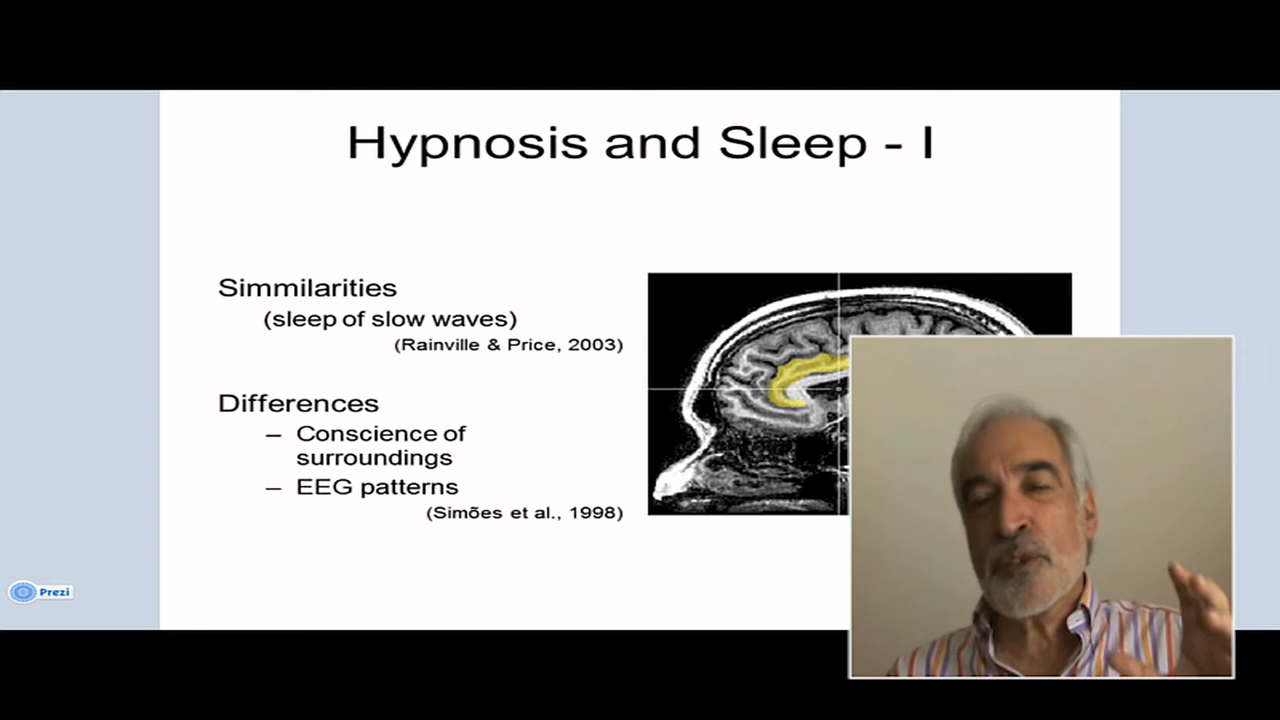 Hypnosis and Sleep - I
Simmilarities
(sleep of slow waves)
(Rainville & Price, 2003)
Differences
– Conscience of
surroundings
– EEG patterns
(Simões et al., 1998)
Prezi